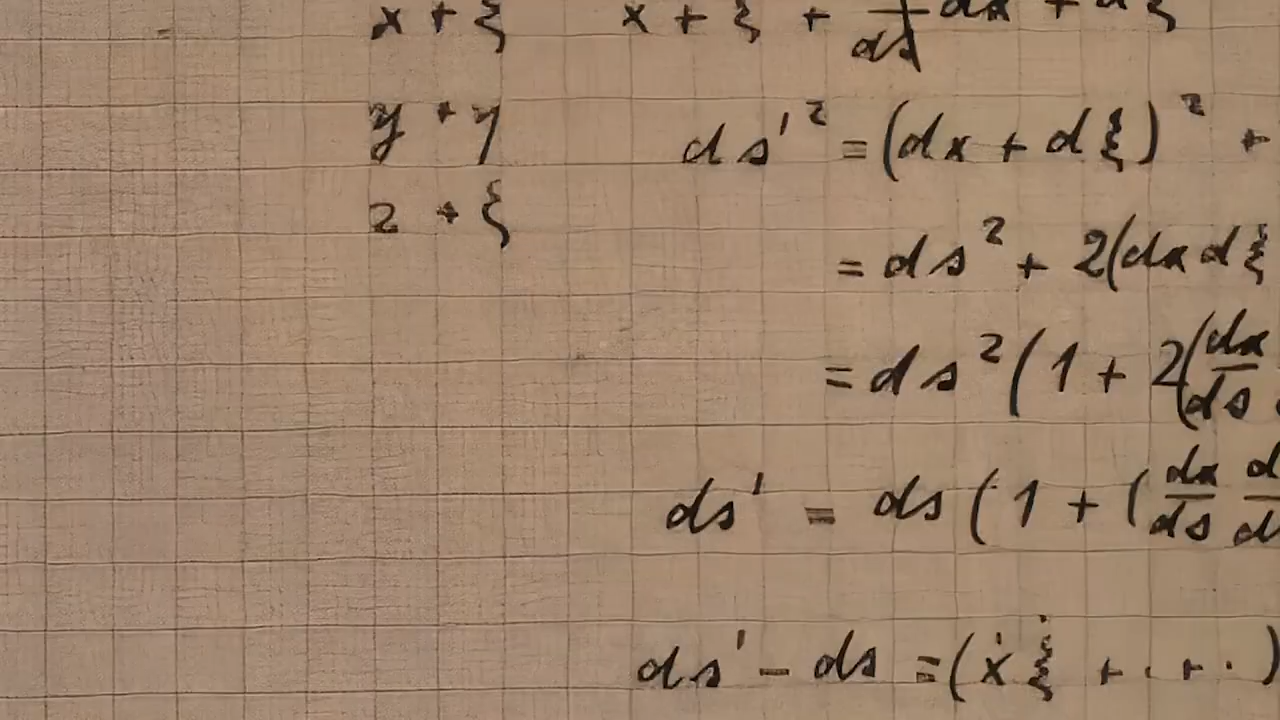 x + ξ x + ξ + dx + dξ
y + η ds'² = (dx + dξ)² +
z + ζ
= ds² + 2(dx dξ
= ds² (1 + 2(dx/ds
ds' = ds (1 + (dx/ds
ds' − ds = (ẋ ξ̇ + · + · )